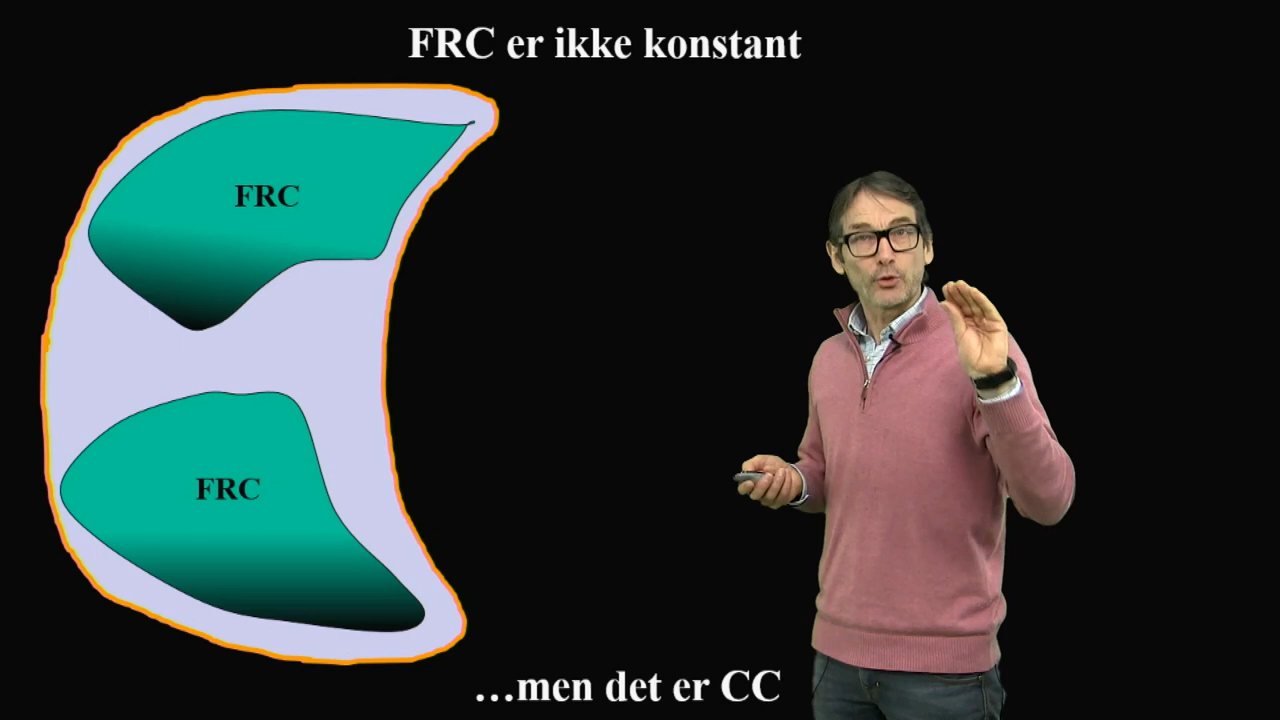 FRC er ikke konstant
FRC
FRC
…men det er CC